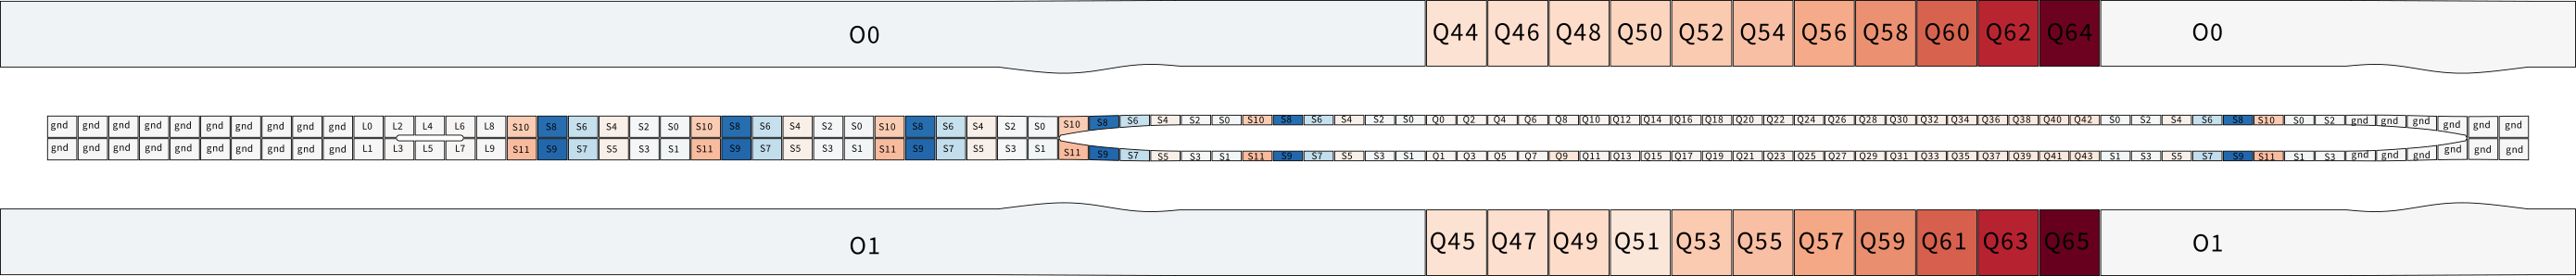 O0 Q44 Q46 Q48 Q50 Q52 Q54 Q56 Q58 Q60 Q62 Q64 O0
gnd gnd gnd gnd gnd gnd gnd gnd gnd gnd L0 L2 L4 L6 L8 S10 S8 S6 S4 S2 S0 S10 S8 S6 S4 S2 S0 S10 S8 S6 S4 S2 S0 S10 S8 S6 S4 S2 S0 S10 S8 S6 S4 S2 S0 Q0 Q2 Q4 Q6 Q8 Q10 Q12 Q14 Q16 Q18 Q20 Q22 Q24 Q26 Q28 Q30 Q32 Q34 Q36 Q38 Q40 Q42 S0 S2 S4 S6 S8 S10 S0 S2 gnd gnd gnd gnd gnd gnd
gnd gnd gnd gnd gnd gnd gnd gnd gnd gnd L1 L3 L5 L7 L9 S11 S9 S7 S5 S3 S1 S11 S9 S7 S5 S3 S1 S11 S9 S7 S5 S3 S1 S11 S9 S7 S5 S3 S1 S11 S9 S7 S5 S3 S1 Q1 Q3 Q5 Q7 Q9 Q11 Q13 Q15 Q17 Q19 Q21 Q23 Q25 Q27 Q29 Q31 Q33 Q35 Q37 Q39 Q41 Q43 S1 S3 S5 S7 S9 S11 S1 S3 gnd gnd gnd gnd gnd gnd
O1 Q45 Q47 Q49 Q51 Q53 Q55 Q57 Q59 Q61 Q63 Q65 O1